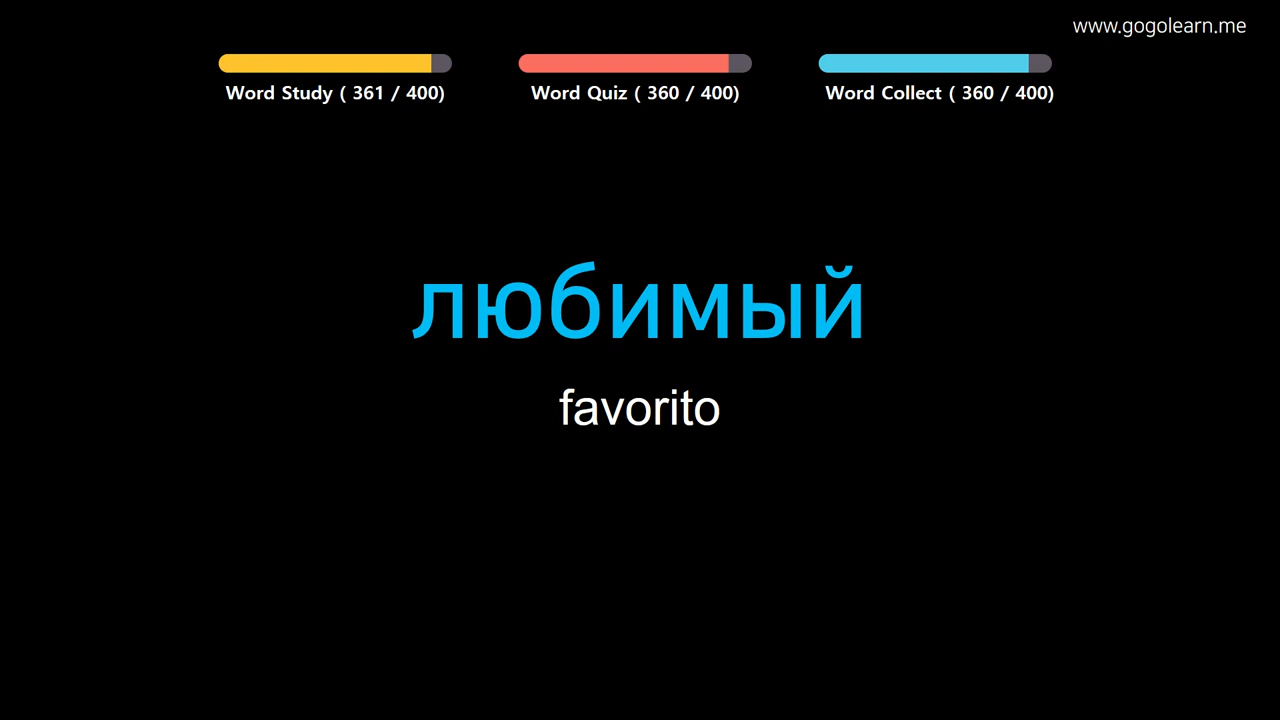 www.gogolearn.me
Word Study ( 361 / 400)
Word Quiz ( 360 / 400)
Word Collect ( 360 / 400)
любимый
favorito